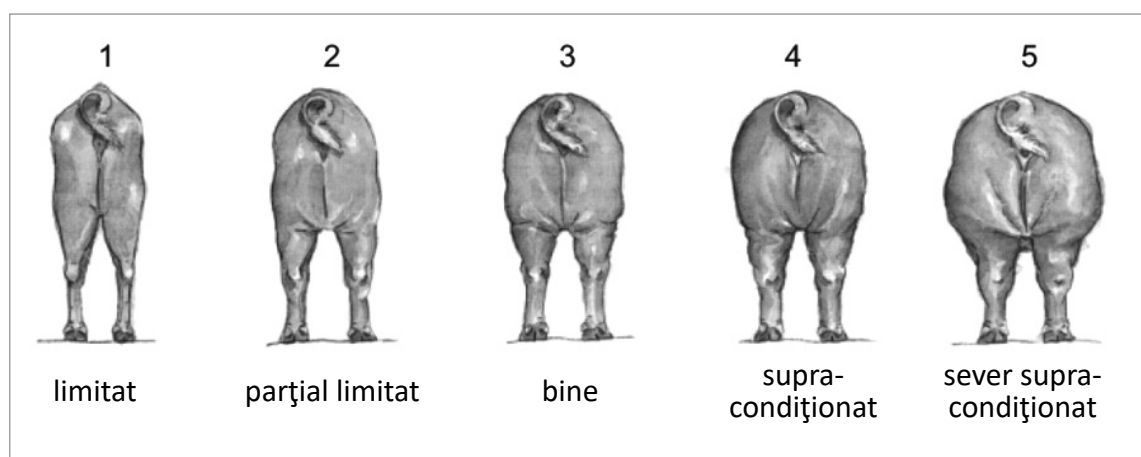 1 2 3 4 5
limitat parţial limitat bine supra-condiţionat sever supra-condiţionat